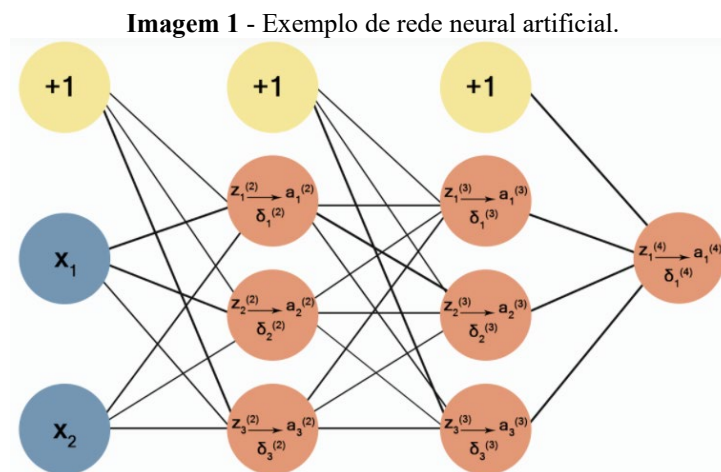 Imagem 1 - Exemplo de rede neural artificial.
+1 +1 +1
z₁⁽²⁾ → a₁⁽²⁾ z₁⁽³⁾ → a₁⁽³⁾
δ₁⁽²⁾ δ₁⁽³⁾
x₁ z₁⁽⁴⁾ → a₁⁽⁴⁾
δ₁⁽⁴⁾
z₂⁽²⁾ → a₂⁽²⁾ z₂⁽³⁾ → a₂⁽³⁾
δ₂⁽²⁾ δ₂⁽³⁾
x₂ z₃⁽²⁾ → a₃⁽²⁾ z₃⁽³⁾ → a₃⁽³⁾
δ₃⁽²⁾ δ₃⁽³⁾